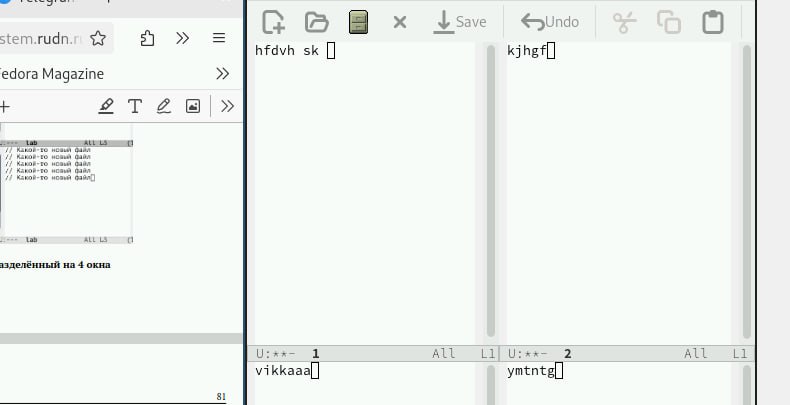 Telegram
stem.rudn.r
Fedora Magazine
U:--- lab All L5
// Какой-то новый файл
// Какой-то новый файл
// Какой-то новый файл
// Какой-то новый файл
// Какой-то новый файл
U:--- lab All L5
азделённый на 4 окна
81
Save Undo
hfdvh sk
kjhgf
U:**- 1 All L1
U:**- 2 All L1
vikkaaa
ymtntg